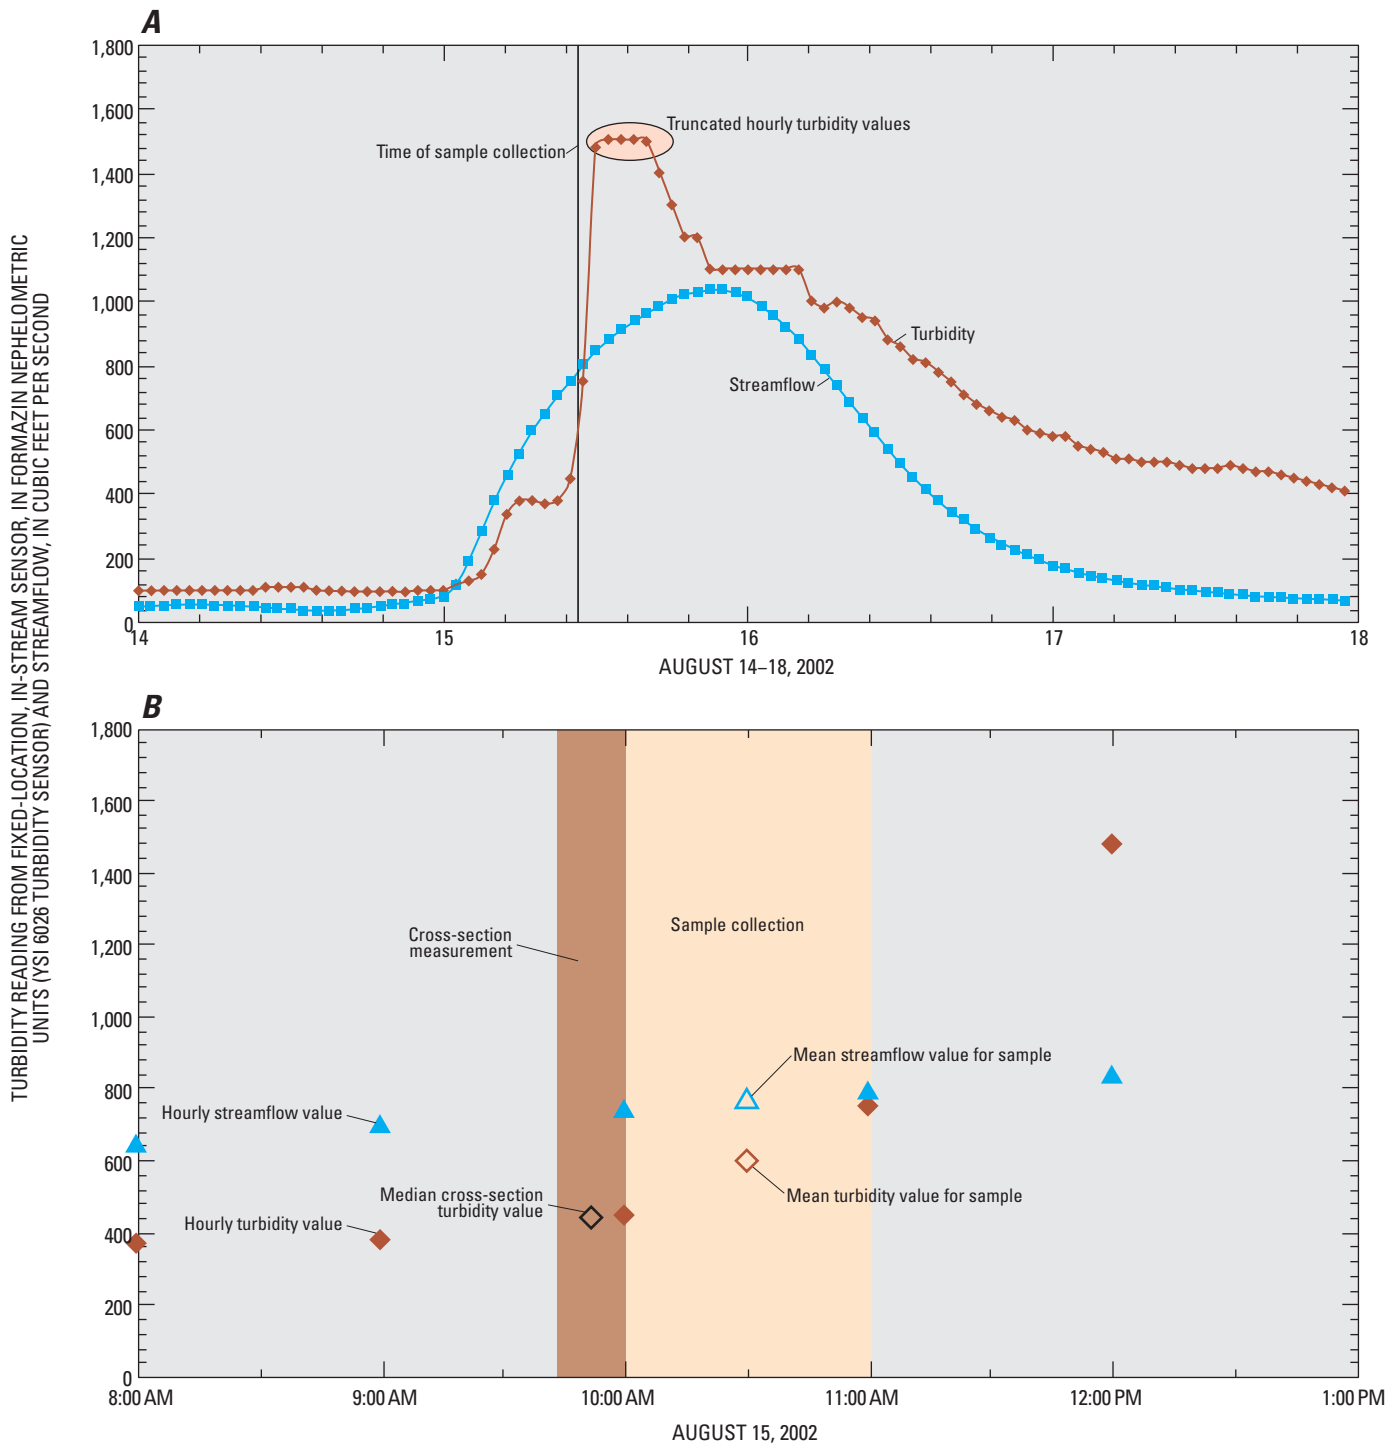 TURBIDITY READING FROM FIXED-LOCATION, IN-STREAM SENSOR, IN FORMAZIN NEPHELOMETRIC
UNITS (YSI 6026 TURBIDITY SENSOR) AND STREAMFLOW, IN CUBIC FEET PER SECOND
A
1,800
1,600
1,400
1,200
1,000
800
600
400
200
0
Truncated hourly turbidity values
Time of sample collection
Turbidity
Streamflow
14 15 16 17 18
AUGUST 14–18, 2002
B
1,800
1,600
1,400
1,200
1,000
800
600
400
200
0
Sample collection
Cross-section
measurement
Mean streamflow value for sample
Hourly streamflow value
Median cross-section
turbidity value
Mean turbidity value for sample
Hourly turbidity value
8:00 AM 9:00 AM 10:00 AM 11:00 AM 12:00 PM 1:00 PM
AUGUST 15, 2002